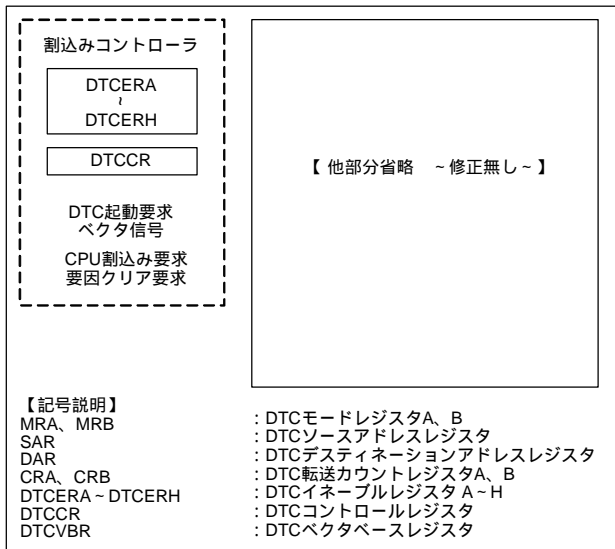 割込みコントローラ
DTCERA
~
DTCERH
DTCCR
DTC起動要求
ベクタ信号
CPU割込み要求
要因クリア要求
【 他部分省略　~修正無し~ 】
【記号説明】
MRA、MRB : DTCモードレジスタA、B
SAR : DTCソースアドレスレジスタ
DAR : DTCデスティネーションアドレスレジスタ
CRA、CRB : DTC転送カウントレジスタA、B
DTCERA~DTCERH : DTCイネーブルレジスタ A~H
DTCCR : DTCコントロールレジスタ
DTCVBR : DTCベクタベースレジスタ